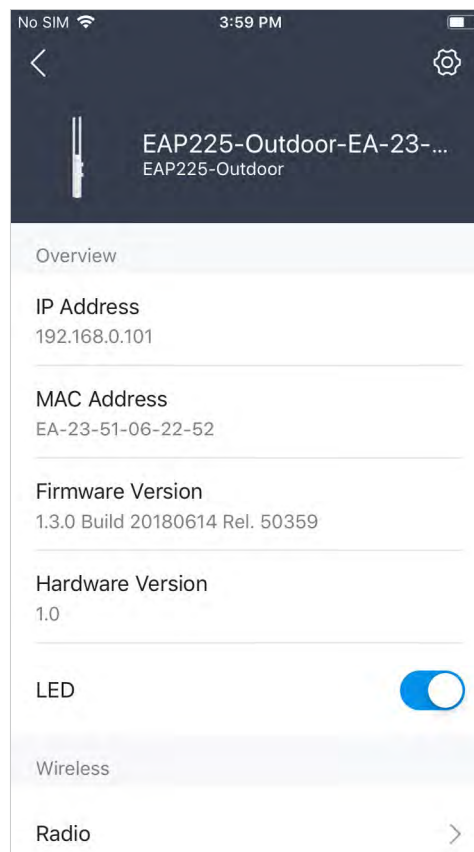 No SIM 3:59 PM
EAP225-Outdoor-EA-23-...
EAP225-Outdoor
Overview
IP Address
192.168.0.101
MAC Address
EA-23-51-06-22-52
Firmware Version
1.3.0 Build 20180614 Rel. 50359
Hardware Version
1.0
LED
Wireless
Radio